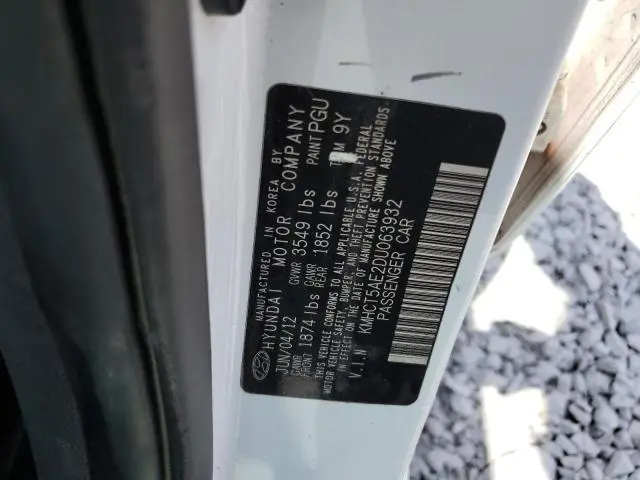 MANUFACTURED IN KOREA BY
HYUNDAI MOTOR COMPANY
JUN/04/12 GVWR 3549 lbs PAINT PGU
GAWR FRONT 1874 lbs GAWR REAR 1852 lbs TRIM 9Y
THIS VEHICLE CONFORMS TO ALL APPLICABLE U.S.A. FEDERAL
MOTOR VEHICLE SAFETY, BUMPER, AND THEFT PREVENTION STANDARDS
IN EFFECT ON THE DATE OF MANUFACTURE SHOWN ABOVE
V.I.N KMHCT5AE2DU063932
PASSENGER CAR